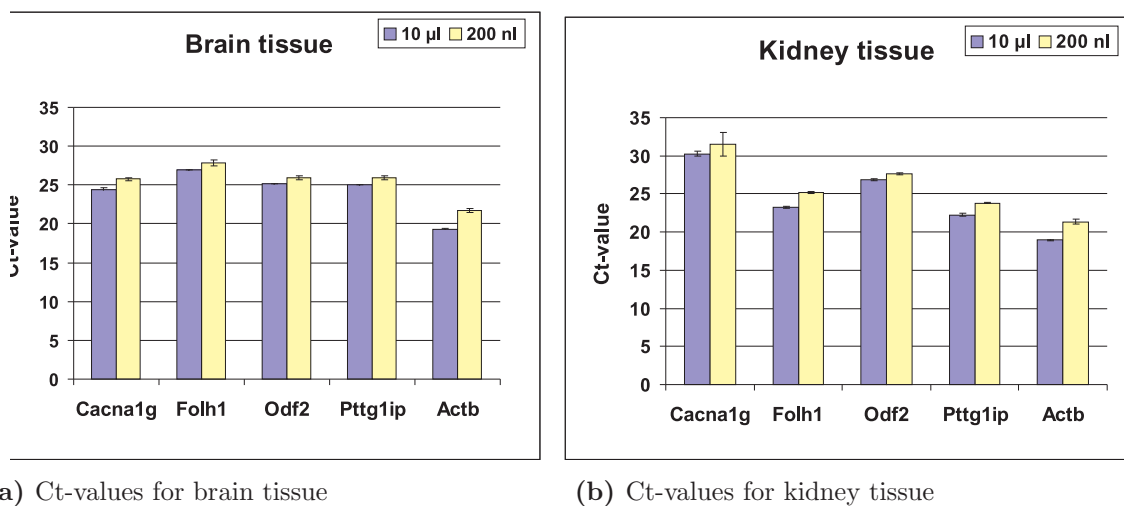 Brain tissue
10 µl 200 nl
35
30
25
20
15
10
5
0
Ct-value
Cacna1g Folh1 Odf2 Pttg1ip Actb
a) Ct-values for brain tissue
Kidney tissue
10 µl 200 nl
35
30
25
20
15
10
5
0
Ct-value
Cacna1g Folh1 Odf2 Pttg1ip Actb
(b) Ct-values for kidney tissue